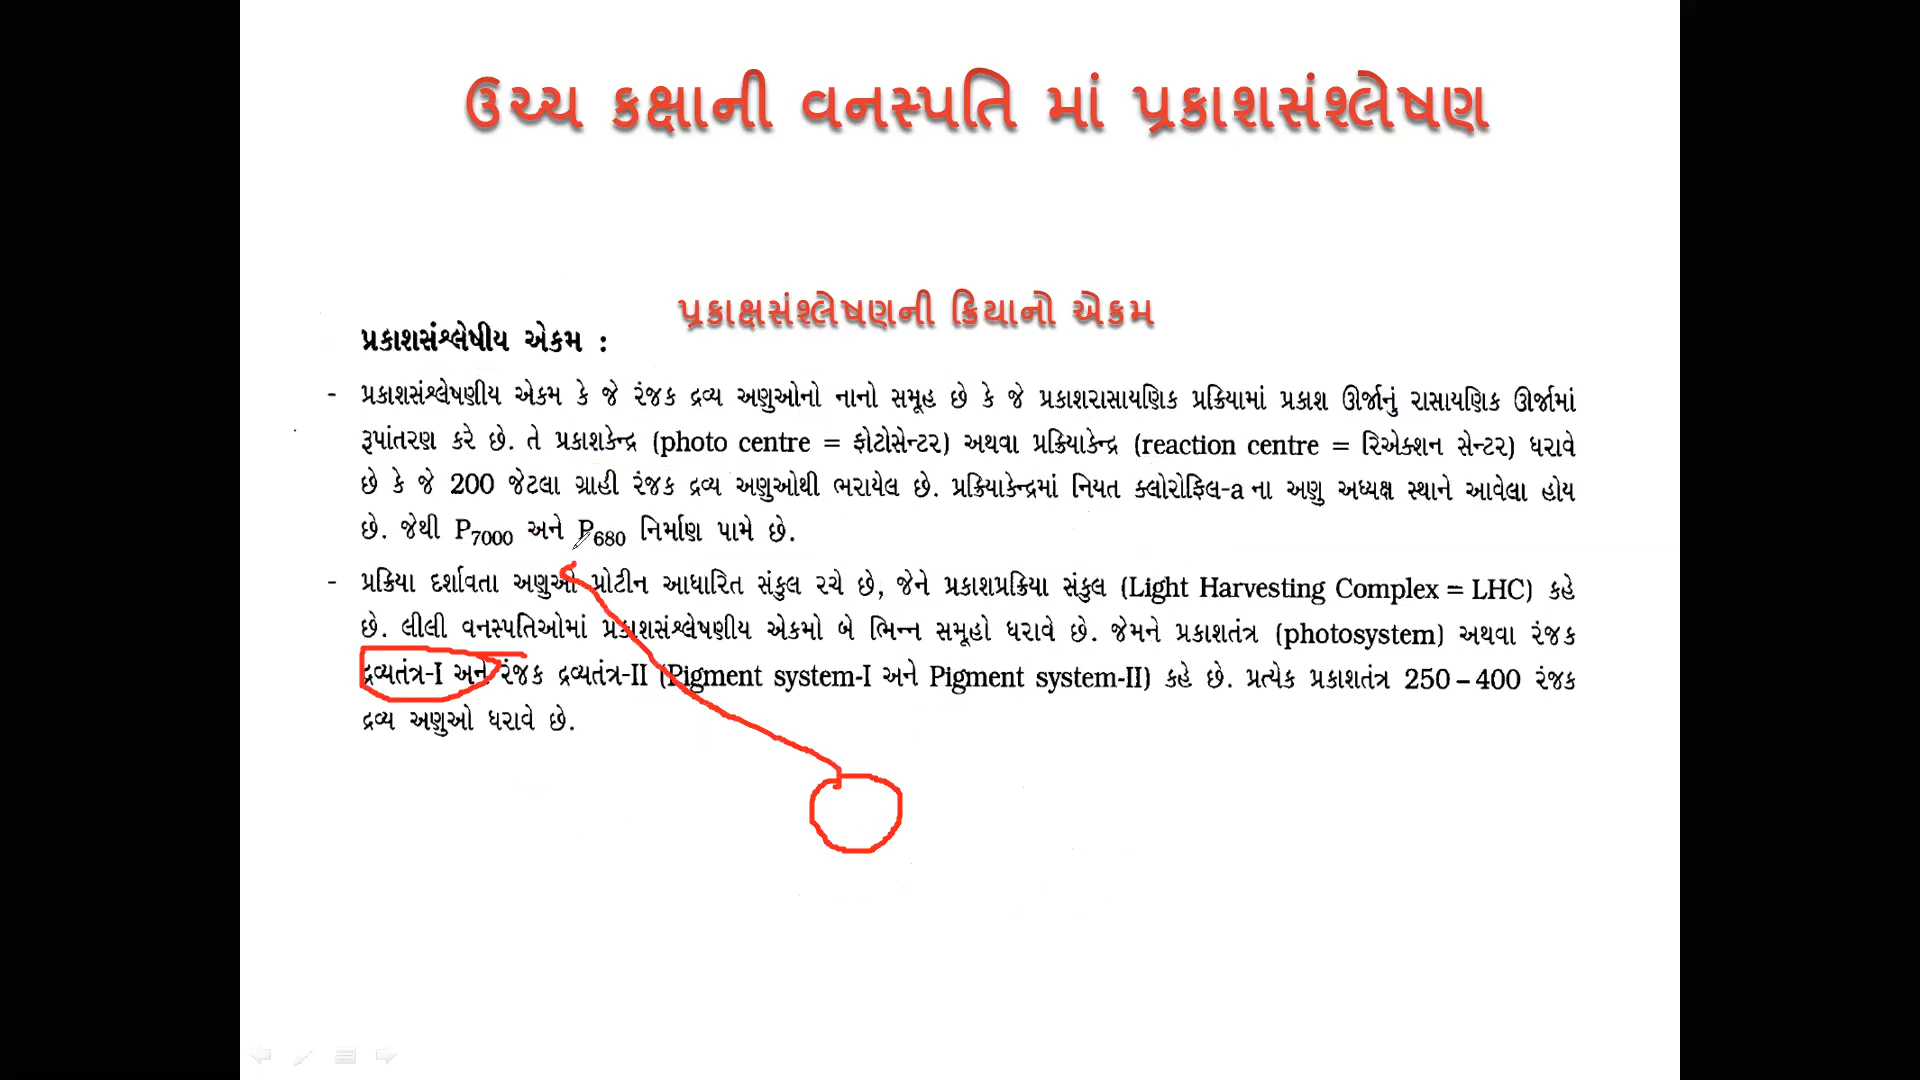 ઉચ્ચ કક્ષાની વનસ્પતિ માં પ્રકાશસંશ્લેષણ
પ્રકાક્ષસંશ્લેષણની ક્રિયાનો એકમ
પ્રકાશસંશ્લેષીય એકમ :
- પ્રકાશસંશ્લેષણીય એકમ કે જે રંજક દ્રવ્ય અણુઓનો નાનો સમૂહ છે કે જે પ્રકાશરાસાયણિક પ્રક્રિયામાં પ્રકાશ ઊર્જાનું રાસાયણિક ઊર્જામાં
રૂપાંતરણ કરે છે. તે પ્રકાશકેન્દ્ર (photo centre = ફોટોસેન્ટર) અથવા પ્રક્રિયાકેન્દ્ર (reaction centre = રિએક્શન સેન્ટર) ધરાવે
છે કે જે 200 જેટલા ગ્રાહી રંજક દ્રવ્ય અણુઓથી ભરાયેલ છે. પ્રક્રિયાકેન્દ્રમાં નિયત ક્લોરોફિલ-a ના અણુ અધ્યક્ષ સ્થાને આવેલા હોય
છે. જેથી P7000 અને P680 નિર્માણ પામે છે.
- પ્રક્રિયા દર્શાવતા અણુઓ પ્રોટીન આધારિત સંકુલ રચે છે, જેને પ્રકાશપ્રક્રિયા સંકુલ (Light Harvesting Complex = LHC) કહે
છે. લીલી વનસ્પતિઓમાં પ્રકાશસંશ્લેષણીય એકમો બે ભિન્ન સમૂહો ધરાવે છે. જેમને પ્રકાશતંત્ર (photosystem) અથવા રંજક
દ્રવ્યતંત્ર-I અને રંજક દ્રવ્યતંત્ર-II (Pigment system-I અને Pigment system-II) કહે છે. પ્રત્યેક પ્રકાશતંત્ર 250 – 400 રંજક
દ્રવ્ય અણુઓ ધરાવે છે.